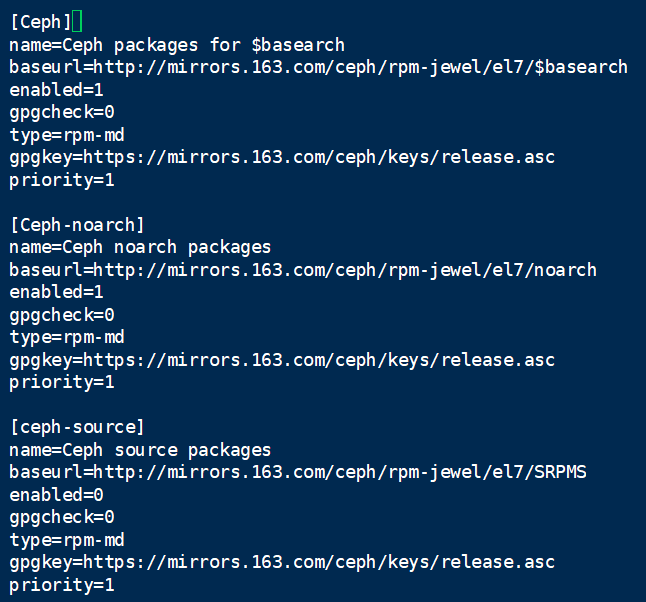 [Ceph]
name=Ceph packages for $basearch
baseurl=http://mirrors.163.com/ceph/rpm-jewel/el7/$basearch
enabled=1
gpgcheck=0
type=rpm-md
gpgkey=https://mirrors.163.com/ceph/keys/release.asc
priority=1

[Ceph-noarch]
name=Ceph noarch packages
baseurl=http://mirrors.163.com/ceph/rpm-jewel/el7/noarch
enabled=1
gpgcheck=0
type=rpm-md
gpgkey=https://mirrors.163.com/ceph/keys/release.asc
priority=1

[ceph-source]
name=Ceph source packages
baseurl=http://mirrors.163.com/ceph/rpm-jewel/el7/SRPMS
enabled=0
gpgcheck=0
type=rpm-md
gpgkey=https://mirrors.163.com/ceph/keys/release.asc
priority=1